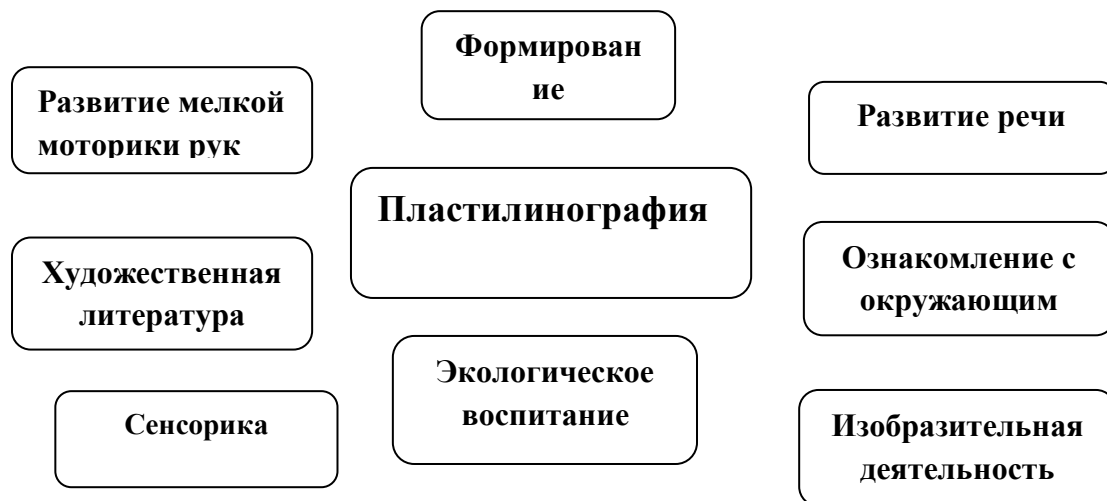 Формирован
ие
Развитие мелкой
моторики рук
Развитие речи
Пластилинография
Художественная
литература
Ознакомление с
окружающим
Экологическое
воспитание
Сенсорика
Изобразительная
деятельность